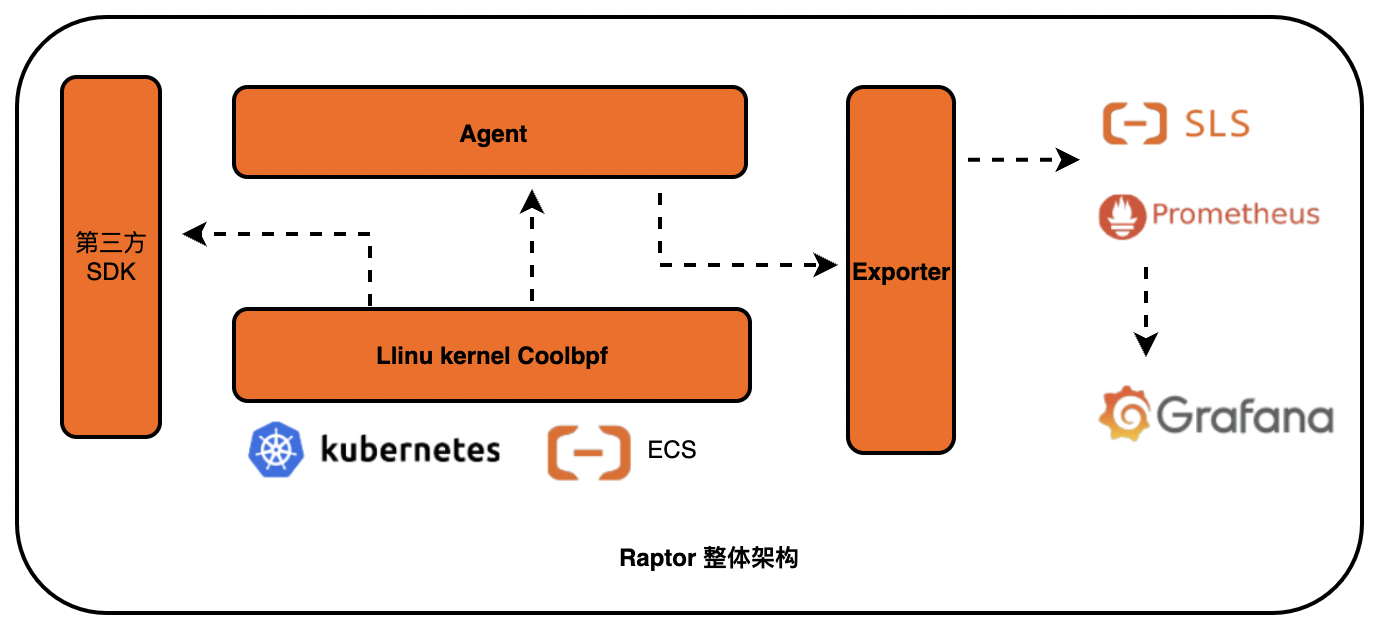 Agent
第三方
SDK
Exporter
Llinu kernel Coolbpf
kubernetes
ECS
SLS
Prometheus
Grafana
Raptor 整体架构